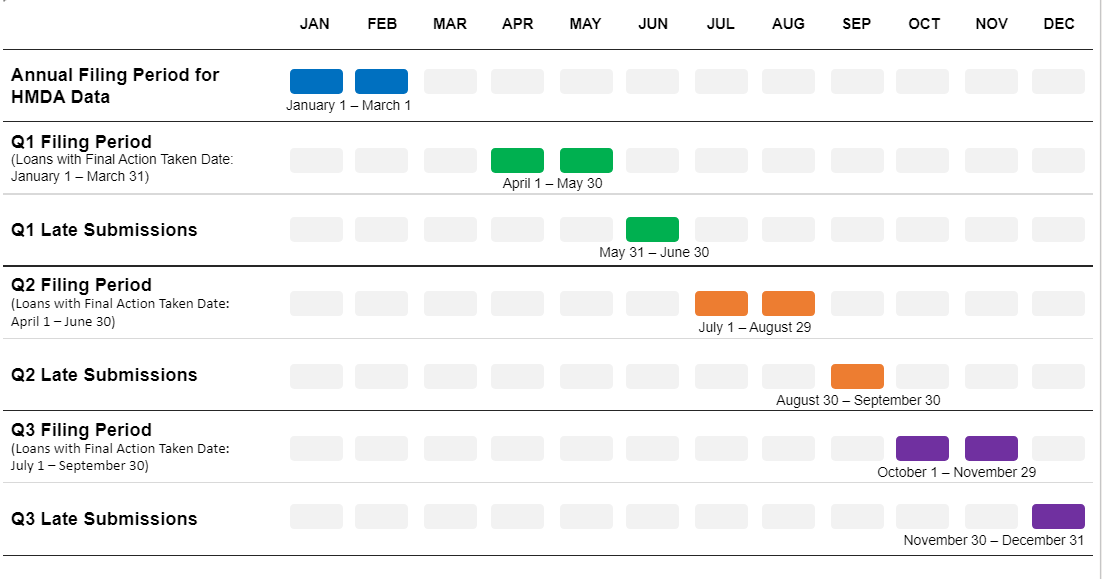 JAN FEB MAR APR MAY JUN JUL AUG SEP OCT NOV DEC
Annual Filing Period for
HMDA Data
January 1 – March 1
Q1 Filing Period
(Loans with Final Action Taken Date:
January 1 – March 31)
April 1 – May 30
Q1 Late Submissions
May 31 – June 30
Q2 Filing Period
(Loans with Final Action Taken Date:
April 1 – June 30)
July 1 – August 29
Q2 Late Submissions
August 30 – September 30
Q3 Filing Period
(Loans with Final Action Taken Date:
July 1 – September 30)
October 1 – November 29
Q3 Late Submissions
November 30 – December 31